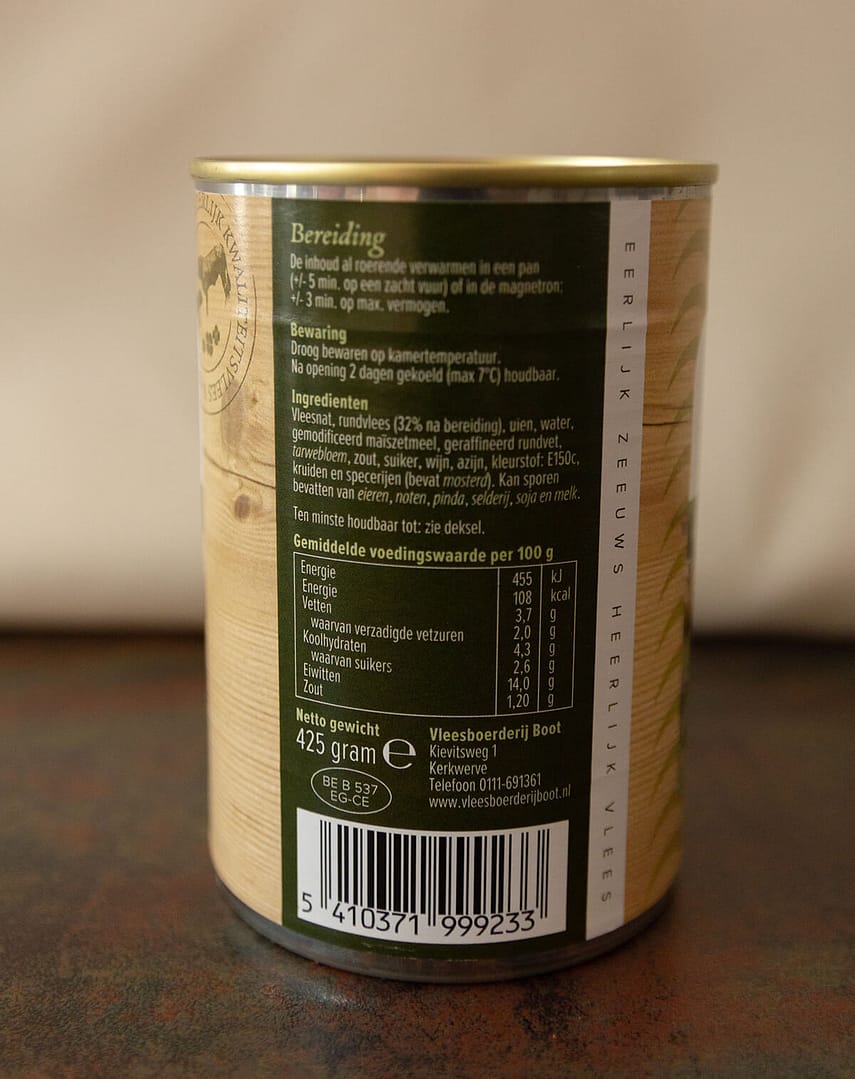 Bereiding
De inhoud al roerende verwarmen in een pan
(+/- 5 min. op een zacht vuur) of in de magnetron;
+/- 3 min. op max. vermogen.
Bewaring
Droog bewaren op kamertemperatuur.
Na opening 2 dagen gekoeld (max 7°C) houdbaar.
Ingredienten
Vleesnat, rundvlees (32% na bereiding), uien, water,
gemodificeerd maïszetmeel, geraffineerd rundvet,
tarwebloem, zout, suiker, wijn, azijn, kleurstof: E150c,
kruiden en specerijen (bevat mosterd). Kan sporen
bevatten van eieren, noten, pinda, selderij, soja en melk.
Ten minste houdbaar tot: zie deksel.
Gemiddelde voedingswaarde per 100 g
Energie 455 kJ
Energie 108 kcal
Vetten 3,7 g
waarvan verzadigde vetzuren 2,0 g
Koolhydraten 4,3 g
waarvan suikers 2,6 g
Eiwitten 14,0 g
Zout 1,20 g
Netto gewicht
425 gram ℮
BE B 537
EG-CE
Vleesboerderij Boot
Kievitsweg 1
Kerkwerve
Telefoon 0111-691361
www.vleesboerderijboot.nl
5 410371 999233
EERLIJK ZEEUWS HEERLIJK VLEES
KWALITEITSVLEES